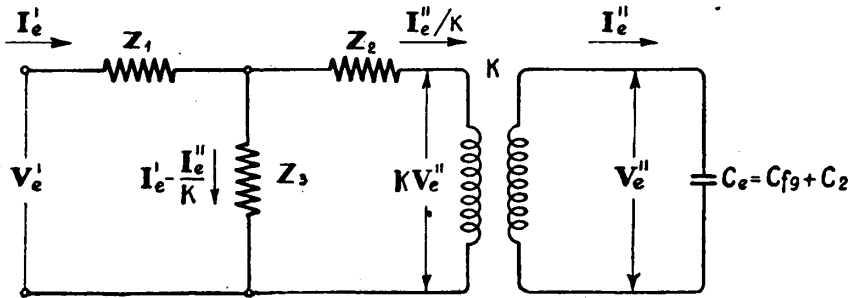 I'e
Z1
Z2
I"e/K
K
I"e
V'e
I'e - I"e/K
Z3
KV"e
V"e
Ce = Cfg + C2